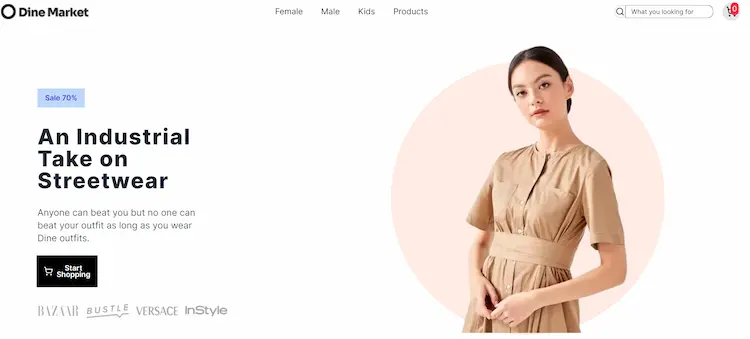 Dine Market
Female Male Kids Products
What you looking for
0
Sale 70%
An Industrial
Take on
Streetwear
Anyone can beat you but no one can
beat your outfit as long as you wear
Dine outfits.
Start
Shopping
BAZAAR BUSTLE VERSACE InStyle